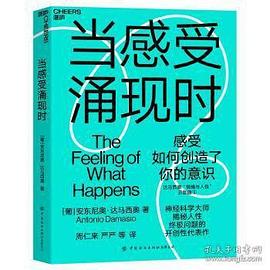 CHEERS
湛庐
当感受涌现时
当感受
涌现时
The
Feeling of
What
Happens
感受
如何创造了
你的意识
[葡]安东尼奥·达马西奥 著
Antonio Damasio
周仁来 严严 等 译
神经科学大师
揭秘人性
终极问题的
开创性代表作